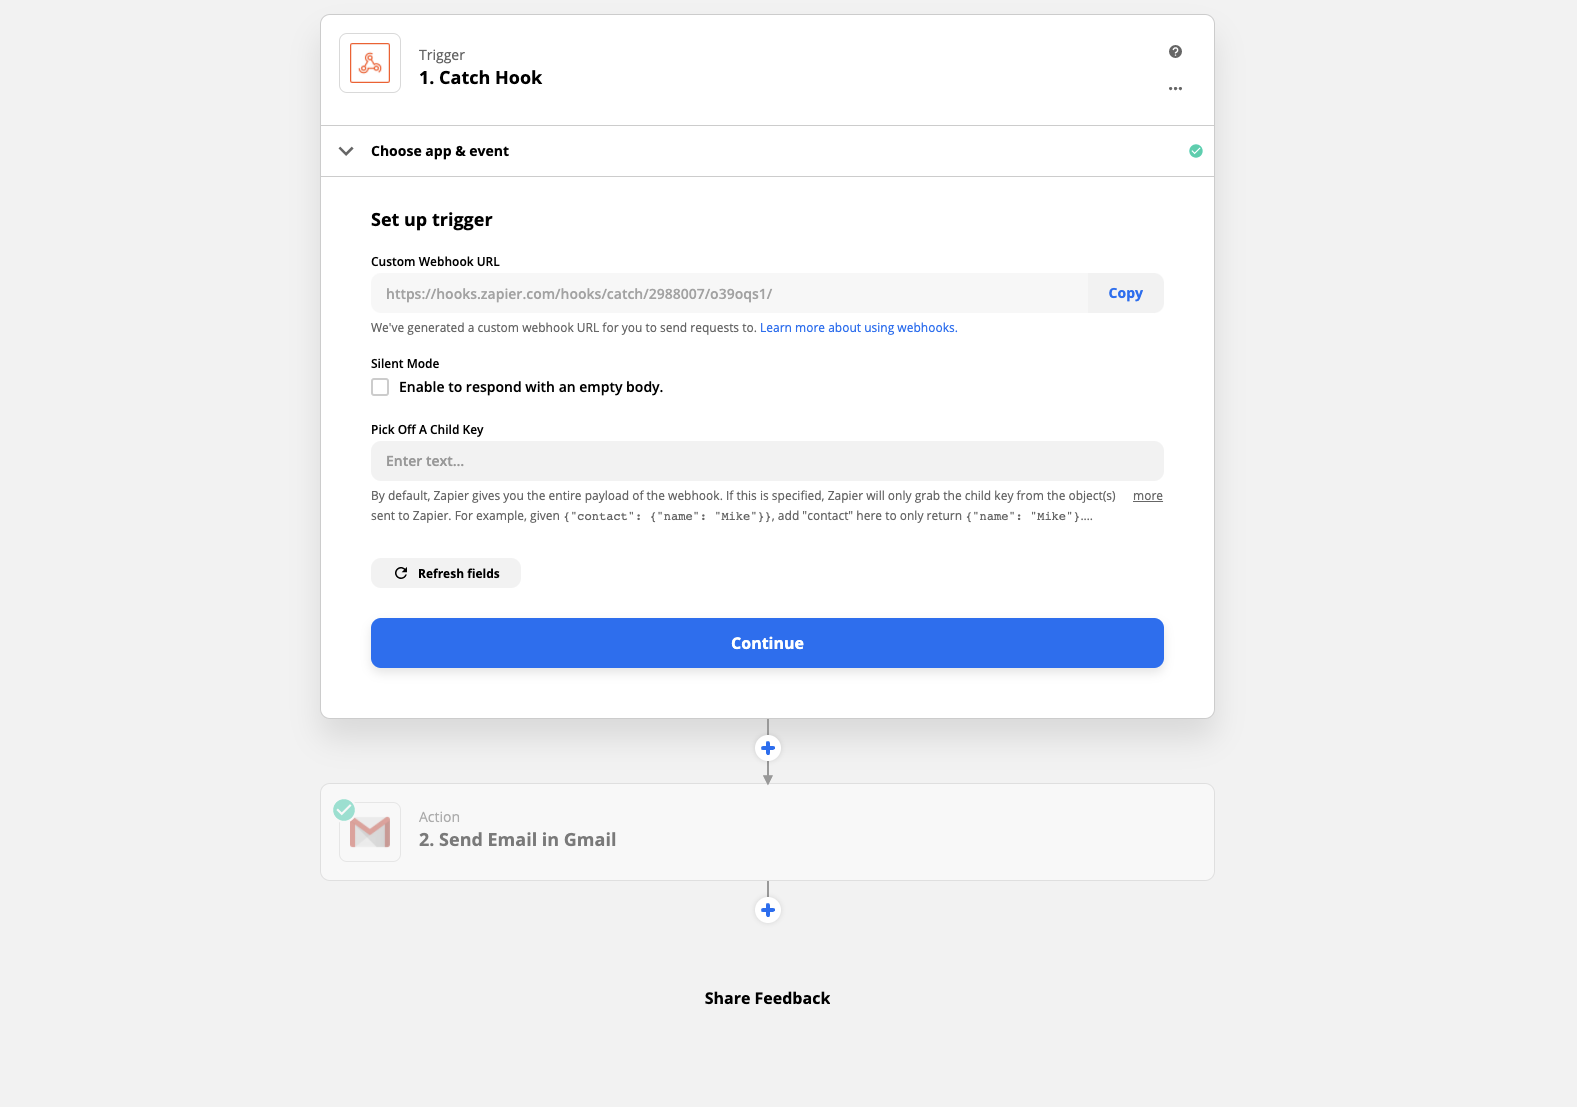 Trigger
1. Catch Hook
Choose app & event
Set up trigger
Custom Webhook URL
https://hooks.zapier.com/hooks/catch/2988007/o39oqs1/
Copy
We've generated a custom webhook URL for you to send requests to. Learn more about using webhooks.
Silent Mode
Enable to respond with an empty body.
Pick Off A Child Key
Enter text...
By default, Zapier gives you the entire payload of the webhook. If this is specified, Zapier will only grab the child key from the object(s) more
sent to Zapier. For example, given {"contact": {"name": "Mike"}}, add "contact" here to only return {"name": "Mike"}....
Refresh fields
Continue
Action
2. Send Email in Gmail
Share Feedback